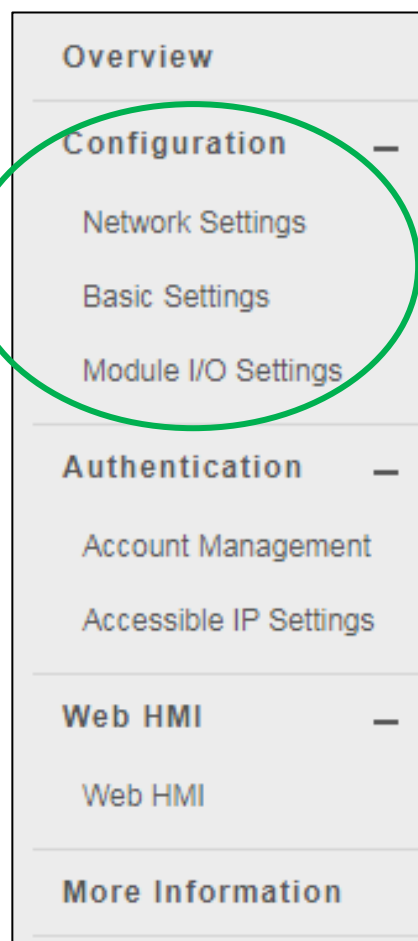 Overview
Configuration
Network Settings
Basic Settings
Module I/O Settings
Authentication
Account Management
Accessible IP Settings
Web HMI
Web HMI
More Information